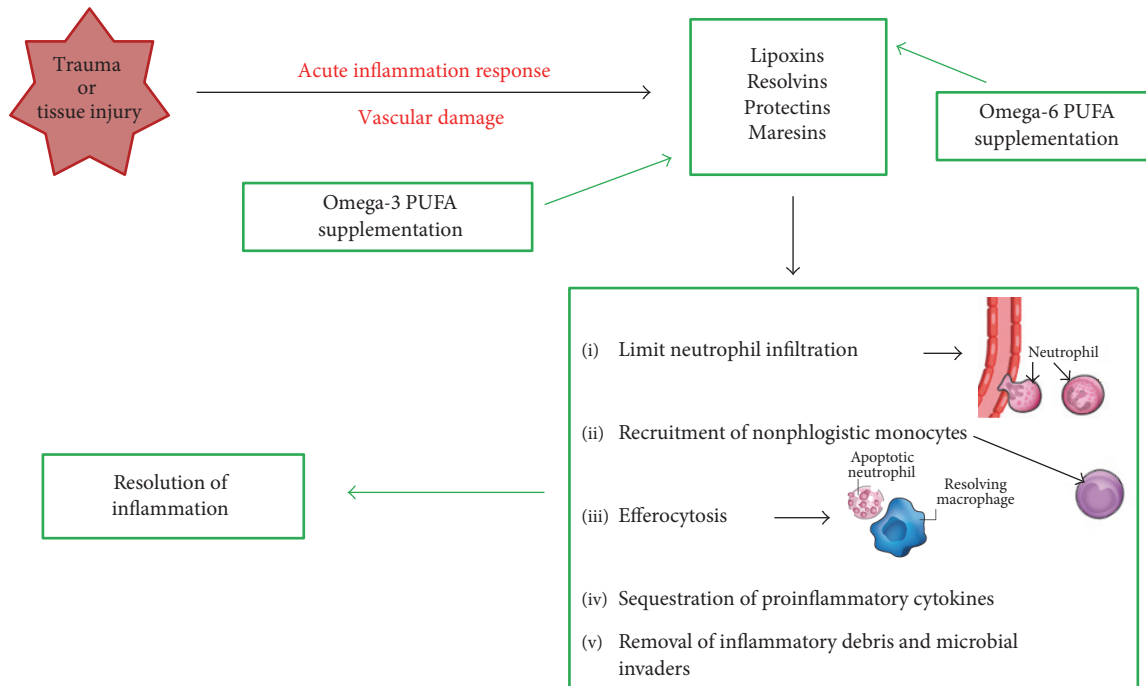 Trauma
or
tissue injury
Acute inflammation response
Vascular damage
Lipoxins
Resolvins
Protectins
Maresins
Omega-6 PUFA
supplementation
Omega-3 PUFA
supplementation
(i) Limit neutrophil infiltration
Neutrophil
(ii) Recruitment of nonphlogistic monocytes
Apoptotic
neutrophil
Resolving
macrophage
(iii) Efferocytosis
(iv) Sequestration of proinflammatory cytokines
(v) Removal of inflammatory debris and microbial
invaders
Resolution of
inflammation